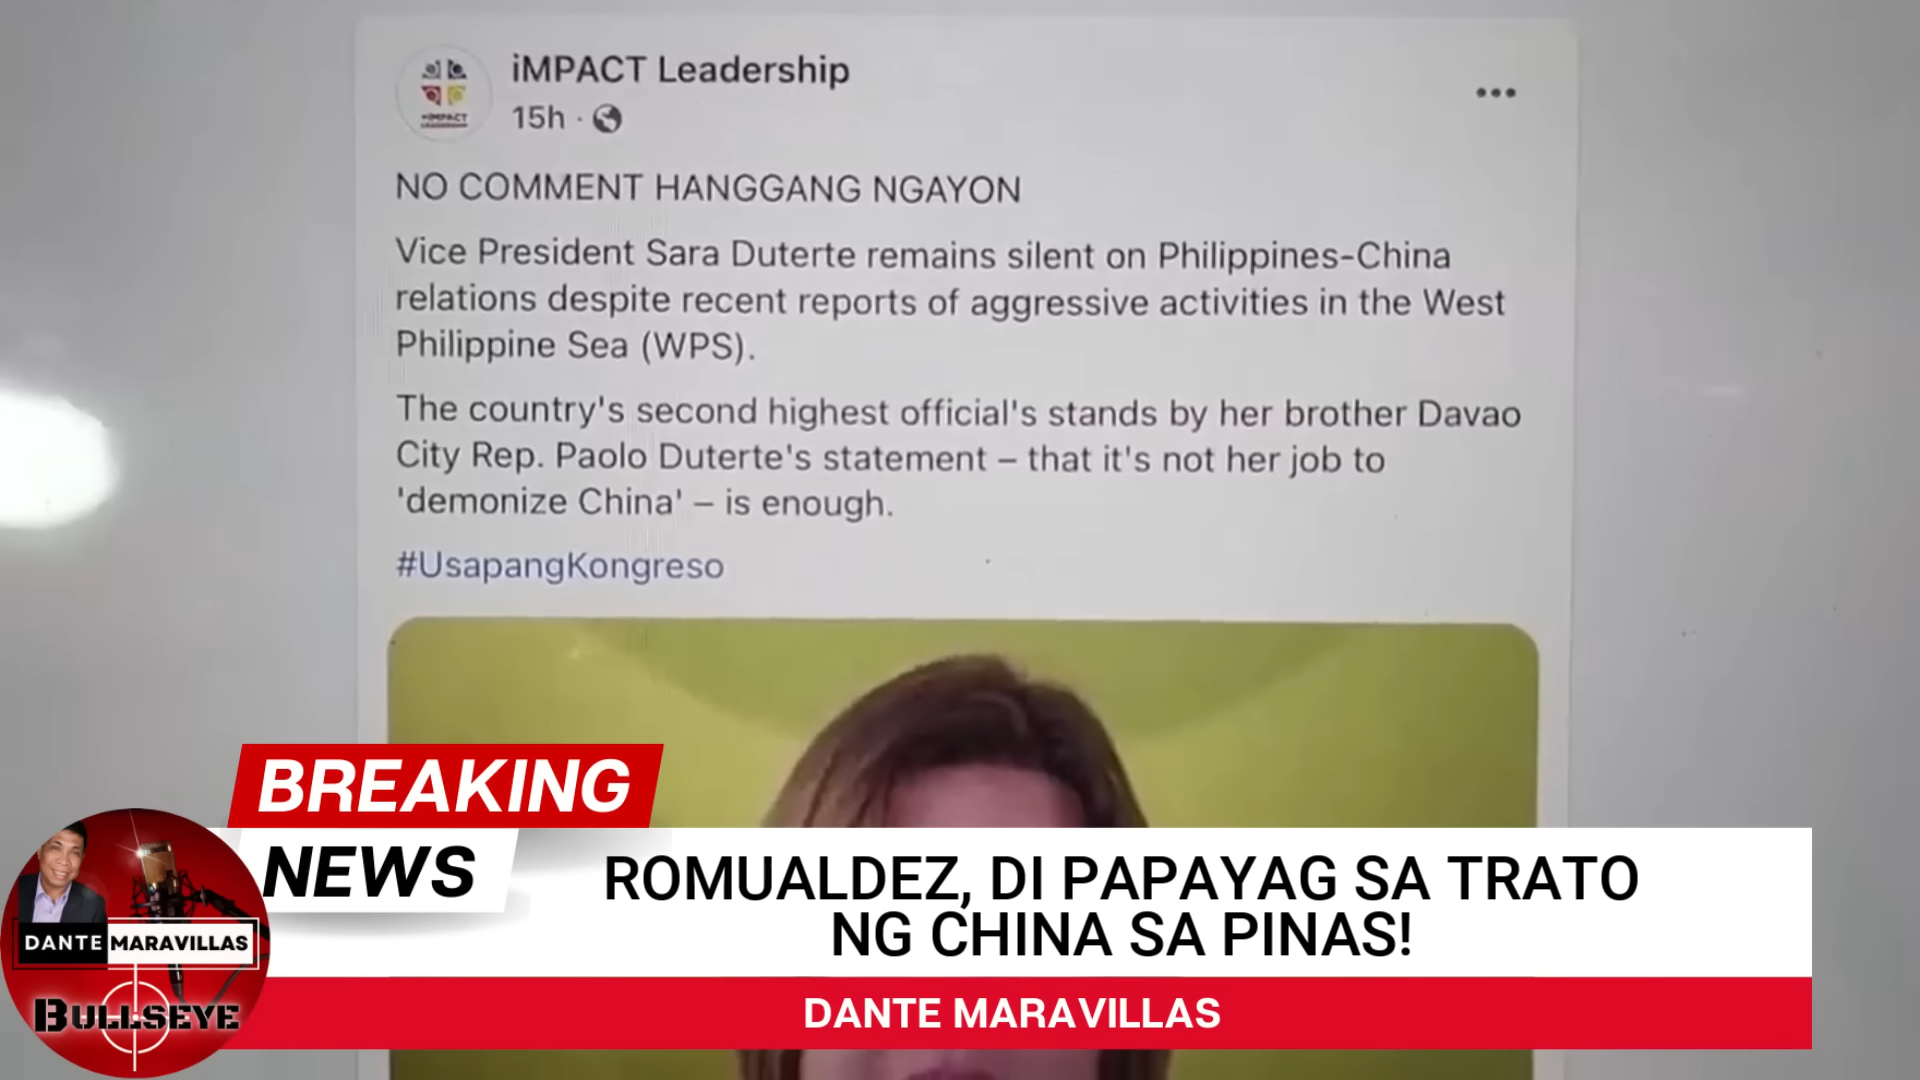 iMPACT Leadership
15h ·
NO COMMENT HANGGANG NGAYON
Vice President Sara Duterte remains silent on Philippines-China
relations despite recent reports of aggressive activities in the West
Philippine Sea (WPS).
The country's second highest official's stands by her brother Davao
City Rep. Paolo Duterte's statement – that it's not her job to
'demonize China' – is enough.
#UsapangKongreso
BREAKING
NEWS
ROMUALDEZ, DI PAPAYAG SA TRATO
NG CHINA SA PINAS!
DANTE MARAVILLAS
DANTE MARAVILLAS
BULLSEYE